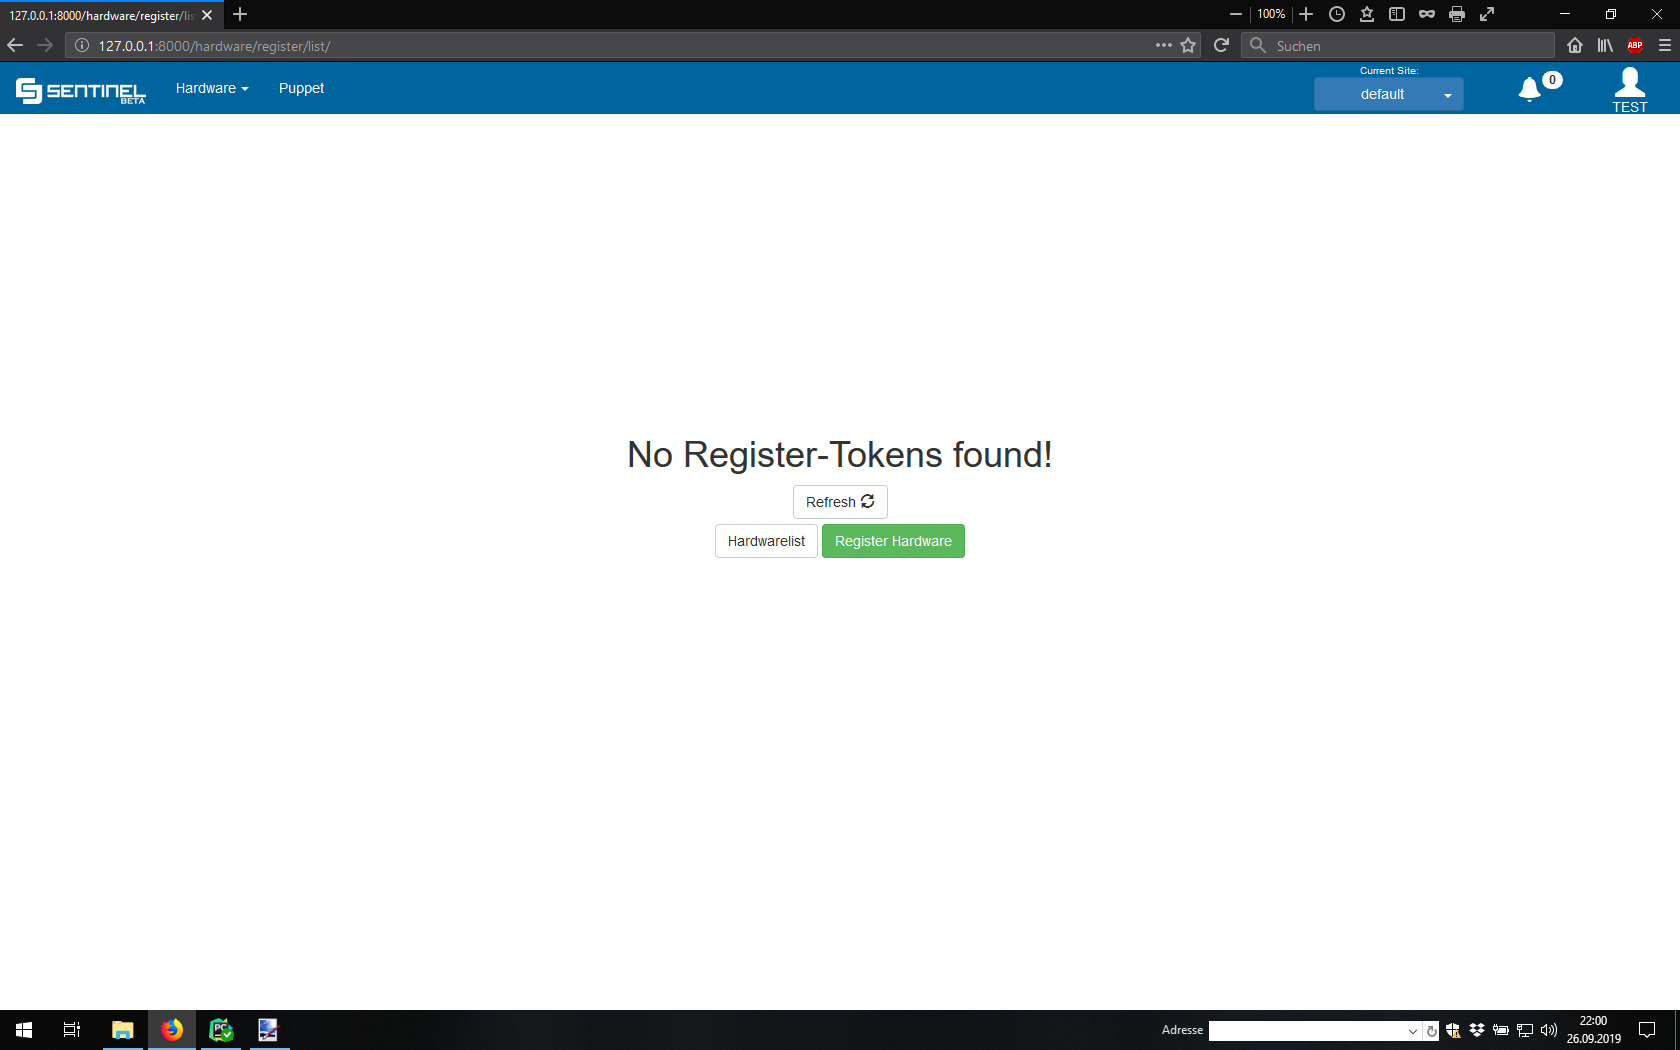 127.0.0.1:8000/hardware/register/lis
100%
127.0.0.1:8000/hardware/register/list/
Suchen
ABP
SENTINEL
BETA
Hardware
Puppet
Current Site:
default
0
TEST
No Register-Tokens found!
Refresh
Hardwarelist
Register Hardware
PC
Adresse
22:00
26.09.2019